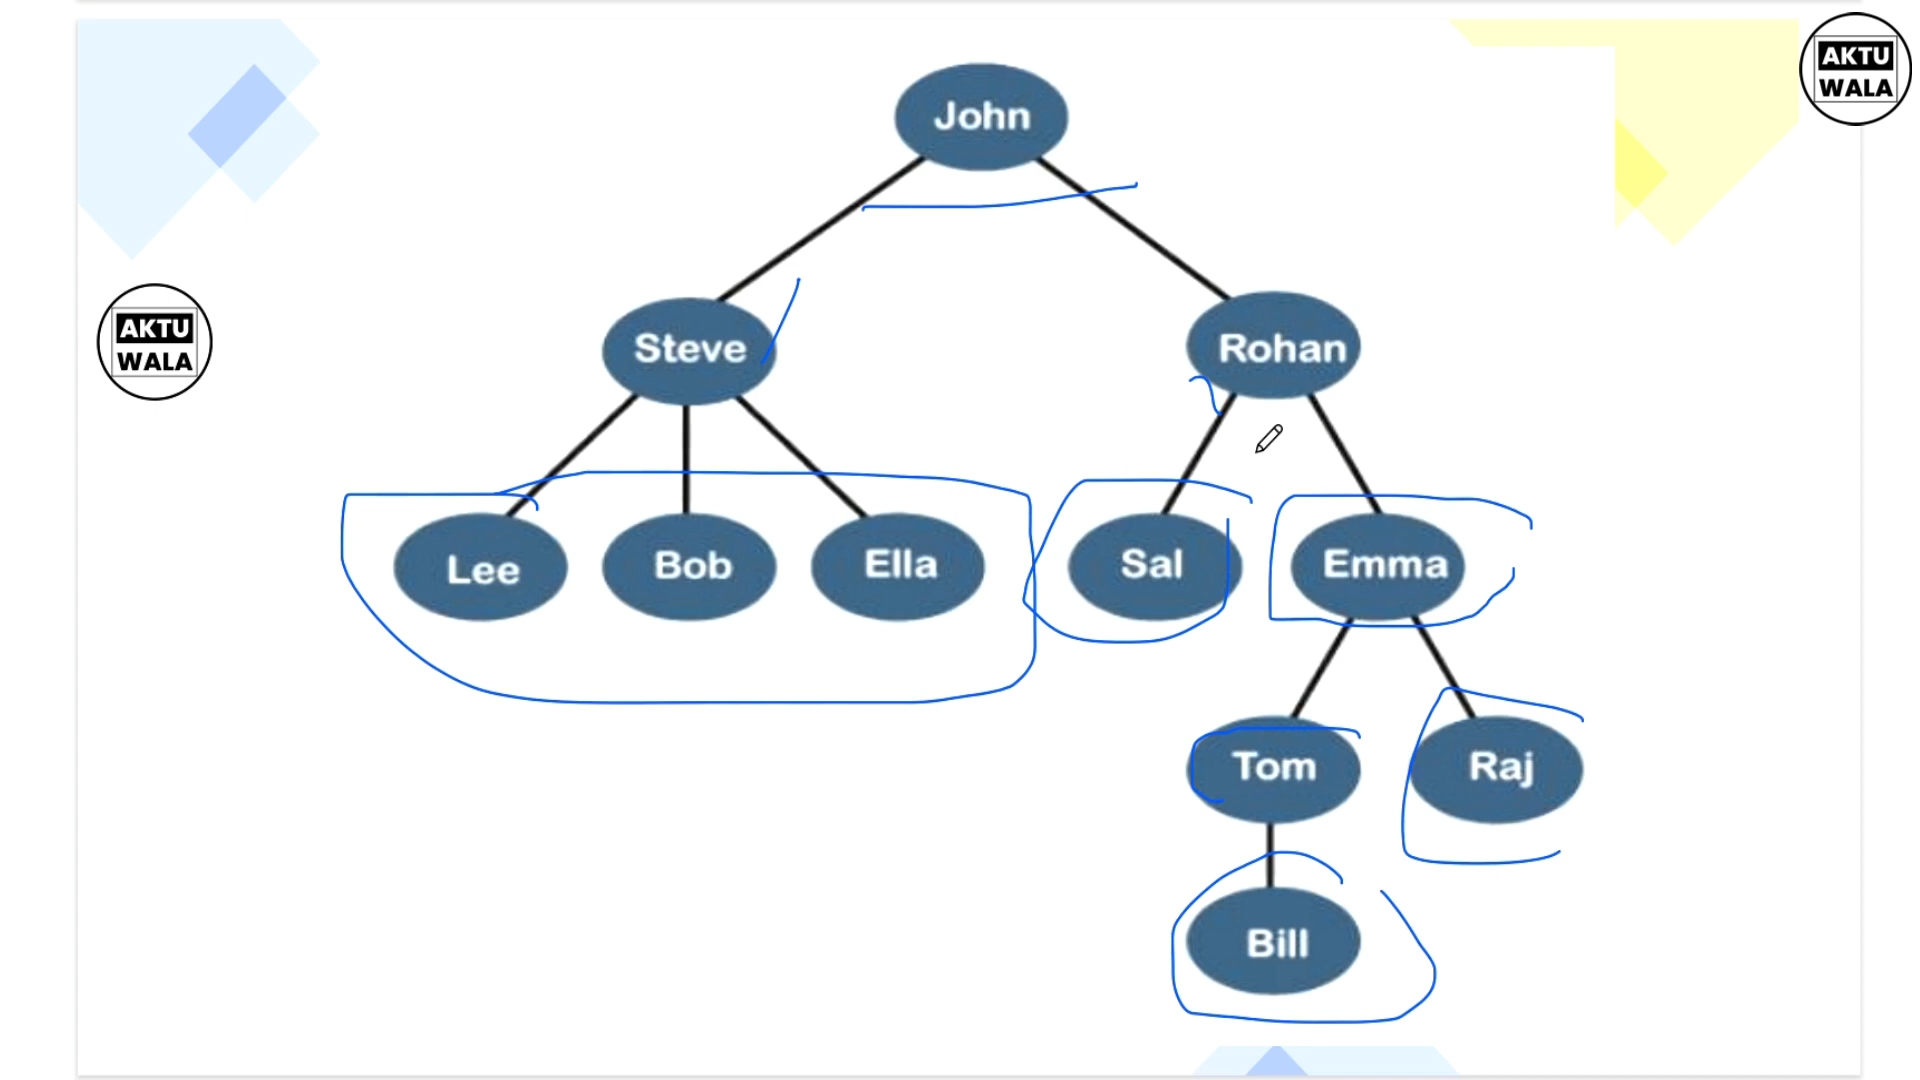 AKTU
WALA
John
AKTU
WALA
Steve
Rohan
Lee
Bob
Ella
Sal
Emma
Tom
Raj
Bill